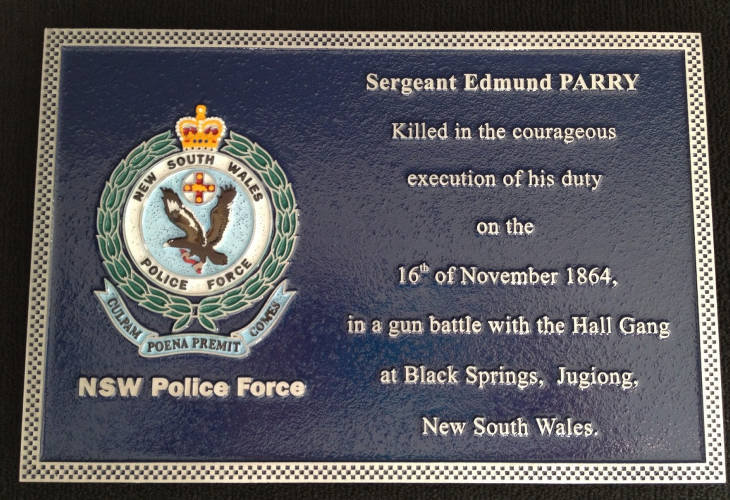 NEW SOUTH WALES
POLICE FORCE
CULPAM POENA PREMIT COMES
NSW Police Force
Sergeant Edmund PARRY
Killed in the courageous
execution of his duty
on the
16th of November 1864,
in a gun battle with the Hall Gang
at Black Springs, Jugiong,
New South Wales.